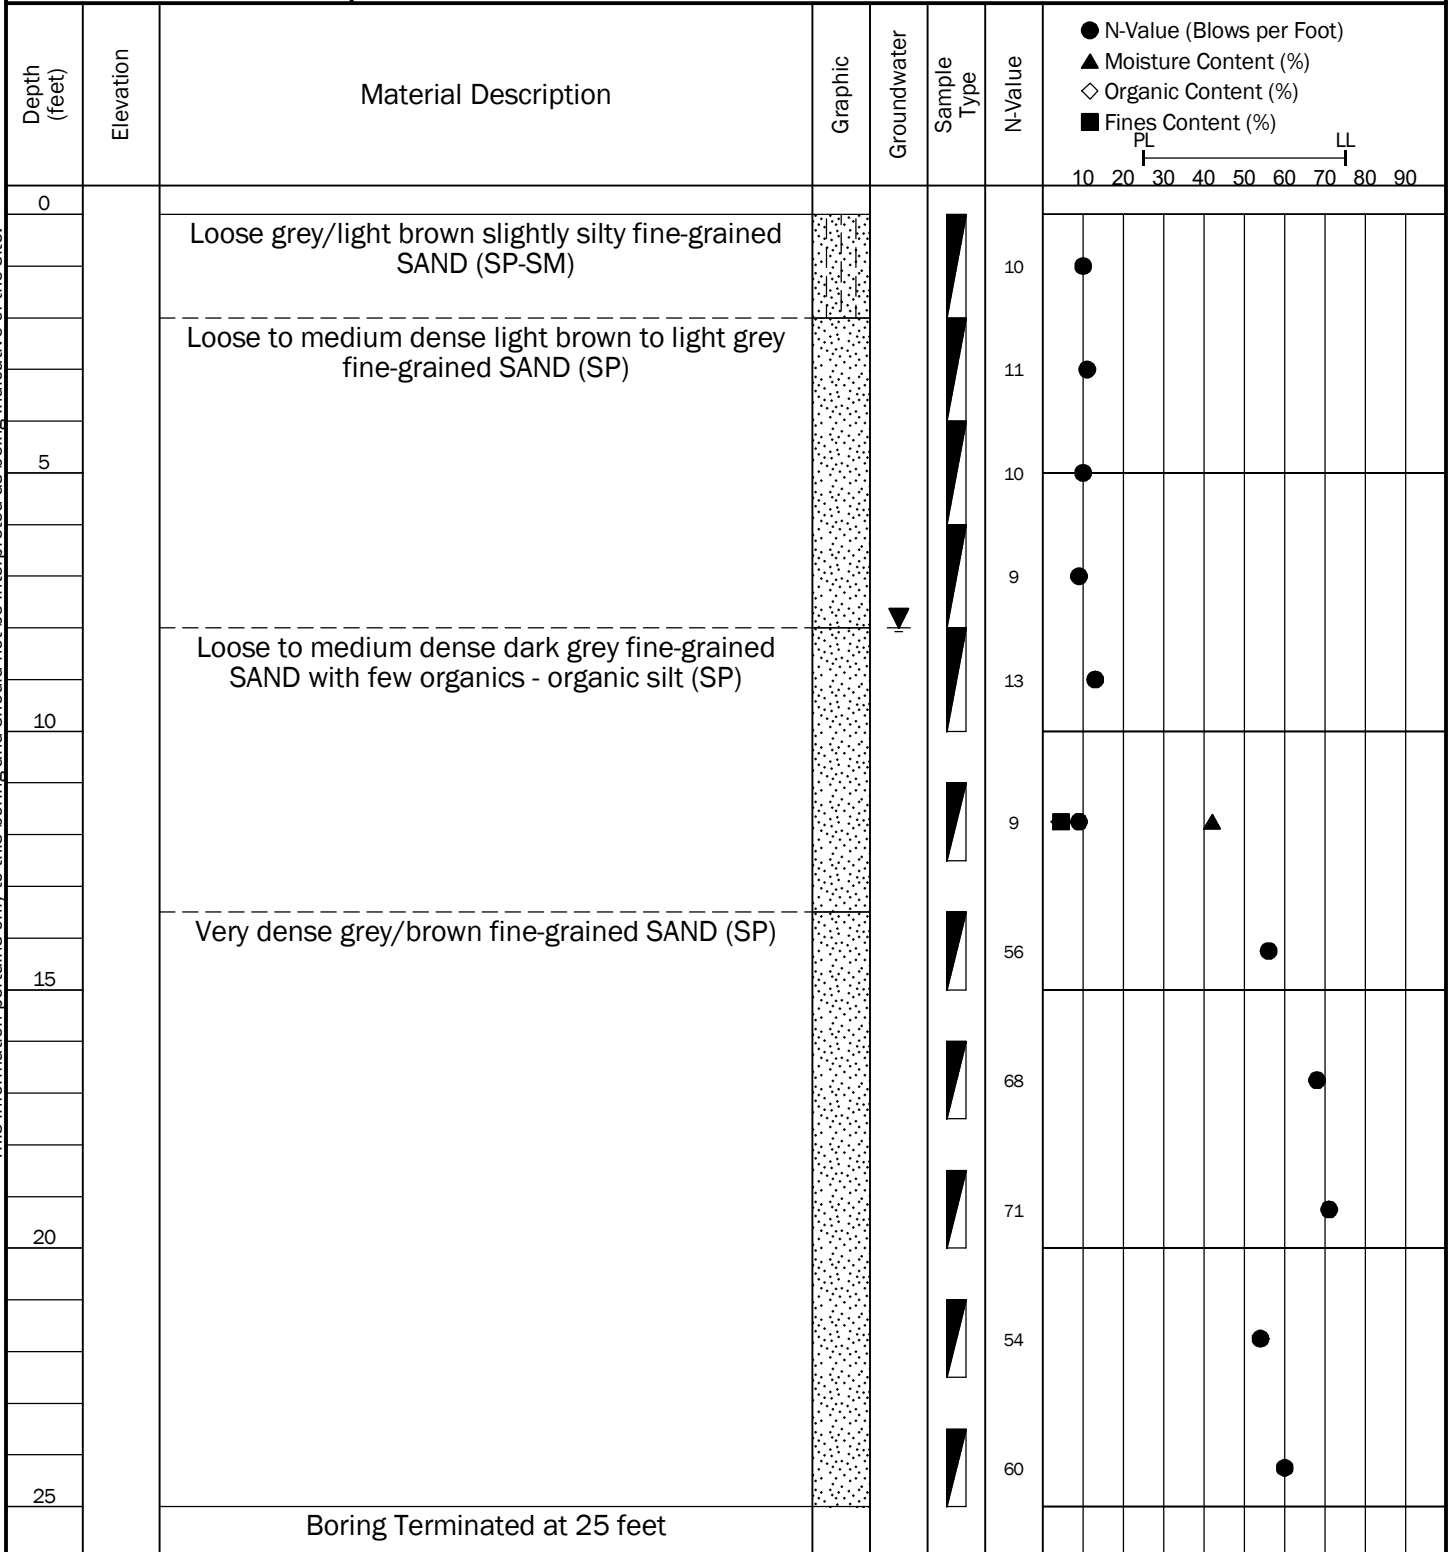 Depth
(feet)
Elevation
Material Description
Graphic
Groundwater
Sample
Type
N-Value
N-Value (Blows per Foot)
Moisture Content (%)
Organic Content (%)
Fines Content (%)
PL LL
10 20 30 40 50 60 70 80 90
0
Loose grey/light brown slightly silty fine-grained
SAND (SP-SM)
10
Loose to medium dense light brown to light grey
fine-grained SAND (SP)
11
5
10
9
Loose to medium dense dark grey fine-grained
SAND with few organics - organic silt (SP)
13
10
9
Very dense grey/brown fine-grained SAND (SP)
56
15
68
71
20
54
60
25
Boring Terminated at 25 feet